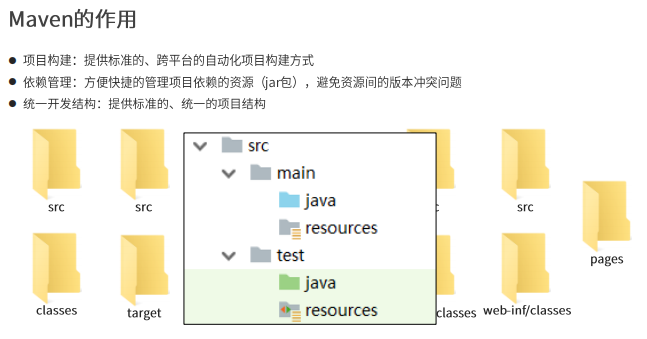 Maven的作用
● 项目构建：提供标准的、跨平台的自动化项目构建方式
● 依赖管理：方便快捷的管理项目依赖的资源（jar包），避免资源间的版本冲突问题
● 统一开发结构：提供标准的、统一的项目结构
src
main
java
resources
test
java
resources
src
src
c
src
pages
classes
target
classes
web-inf/classes